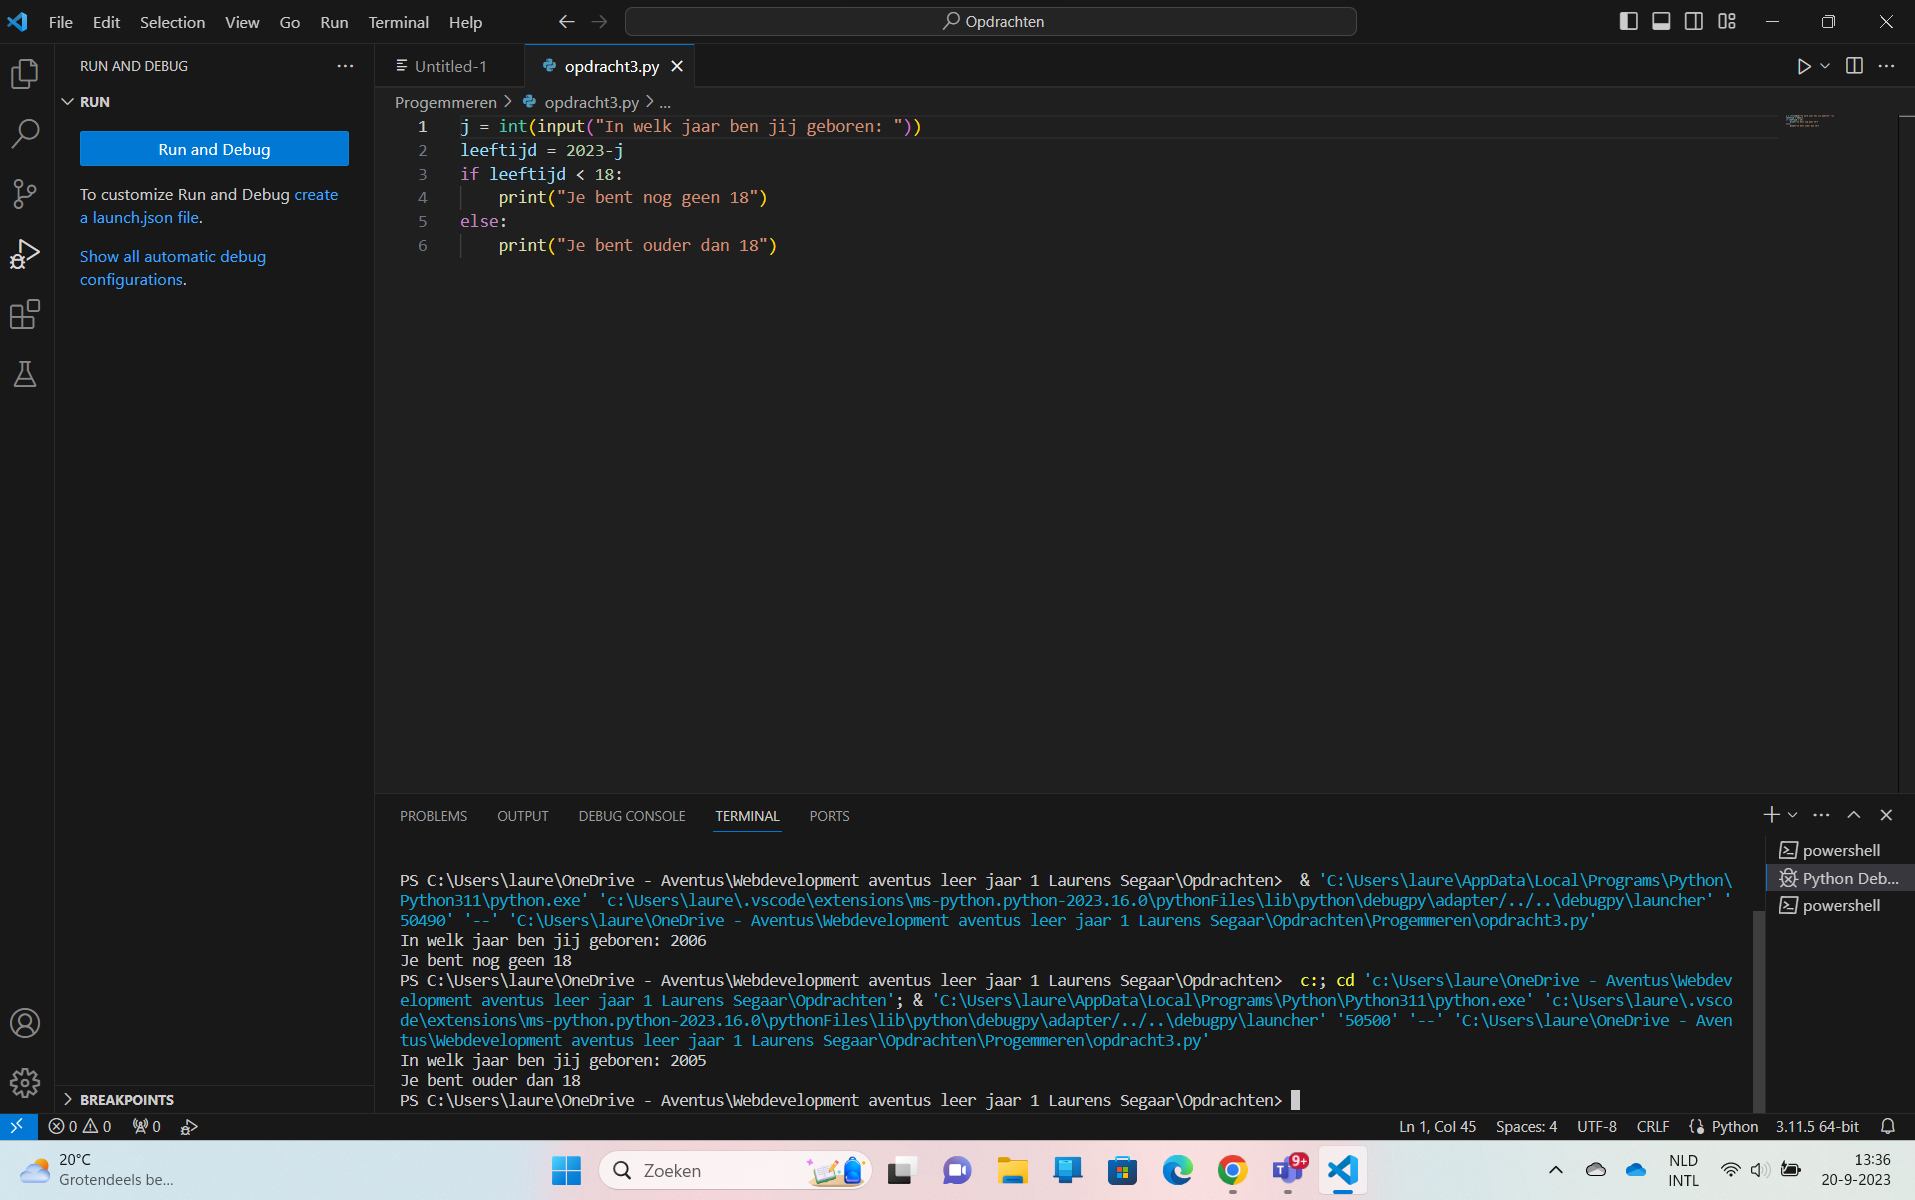 File Edit Selection View Go Run Terminal Help
Opdrachten
RUN AND DEBUG
RUN
Run and Debug
To customize Run and Debug create
a launch.json file.
Show all automatic debug
configurations.
BREAKPOINTS
Untitled-1 opdracht3.py
Progemmeren > opdracht3.py > ...
1 j = int(input("In welk jaar ben jij geboren: "))
2 leeftijd = 2023-j
3 if leeftijd < 18:
4 print("Je bent nog geen 18")
5 else:
6 print("Je bent ouder dan 18")
PROBLEMS OUTPUT DEBUG CONSOLE TERMINAL PORTS
PS C:\Users\laure\OneDrive - Aventus\Webdevelopment aventus leer jaar 1 Laurens Segaar\Opdrachten>  & 'C:\Users\laure\AppData\Local\Programs\Python\
Python311\python.exe' 'c:\Users\laure\.vscode\extensions\ms-python.python-2023.16.0\pythonFiles\lib\python\debugpy\adapter/../..\debugpy\launcher' '
50490' '--' 'C:\Users\laure\OneDrive - Aventus\Webdevelopment aventus leer jaar 1 Laurens Segaar\Opdrachten\Progemmeren\opdracht3.py'
In welk jaar ben jij geboren: 2006
Je bent nog geen 18
PS C:\Users\laure\OneDrive - Aventus\Webdevelopment aventus leer jaar 1 Laurens Segaar\Opdrachten>  c:; cd 'c:\Users\laure\OneDrive - Aventus\Webdev
elopment aventus leer jaar 1 Laurens Segaar\Opdrachten'; & 'C:\Users\laure\AppData\Local\Programs\Python\Python311\python.exe' 'c:\Users\laure\.vsco
de\extensions\ms-python.python-2023.16.0\pythonFiles\lib\python\debugpy\adapter/../..\debugpy\launcher' '50500' '--' 'C:\Users\laure\OneDrive - Aven
tus\Webdevelopment aventus leer jaar 1 Laurens Segaar\Opdrachten\Progemmeren\opdracht3.py'
In welk jaar ben jij geboren: 2005
Je bent ouder dan 18
PS C:\Users\laure\OneDrive - Aventus\Webdevelopment aventus leer jaar 1 Laurens Segaar\Opdrachten>
powershell
Python Deb...
powershell
0 0 0 Ln 1, Col 45 Spaces: 4 UTF-8 CRLF Python 3.11.5 64-bit
20°C
Grotendeels be...
Zoeken
9+
NLD
INTL
13:36
20-9-2023